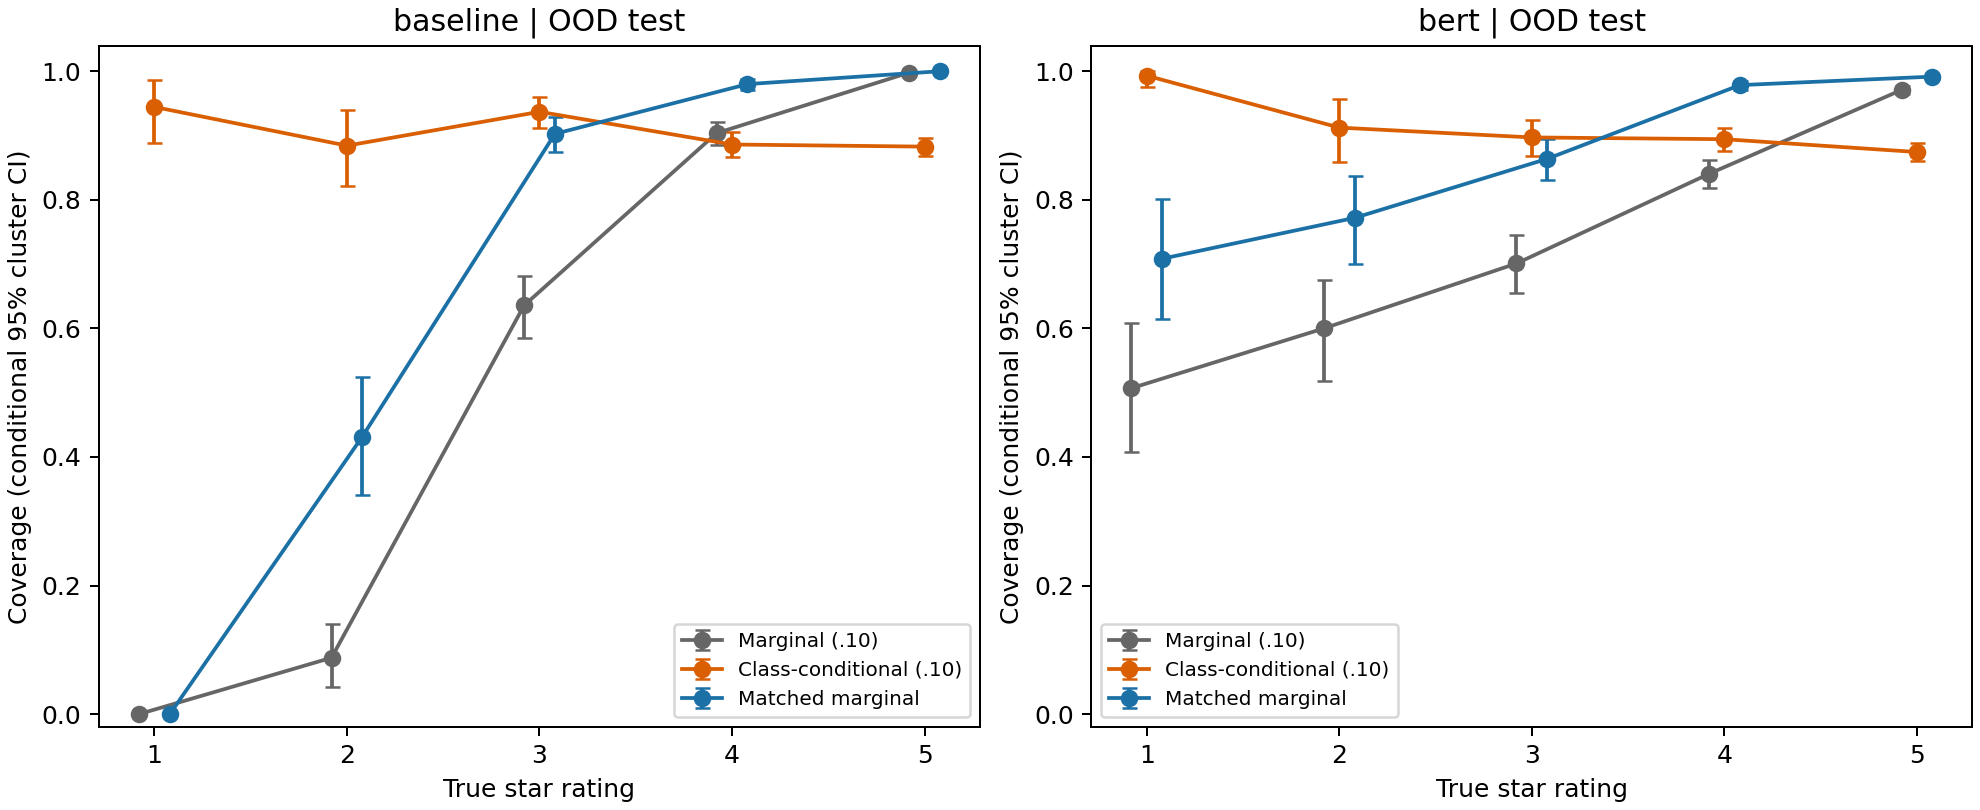 baseline | OOD test
Coverage (conditional 95% cluster CI)
1.0
0.8
0.6
0.4
0.2
0.0
1 2 3 4 5
True star rating
Marginal (.10)
Class-conditional (.10)
Matched marginal
bert | OOD test
Coverage (conditional 95% cluster CI)
1.0
0.8
0.6
0.4
0.2
0.0
1 2 3 4 5
True star rating
Marginal (.10)
Class-conditional (.10)
Matched marginal